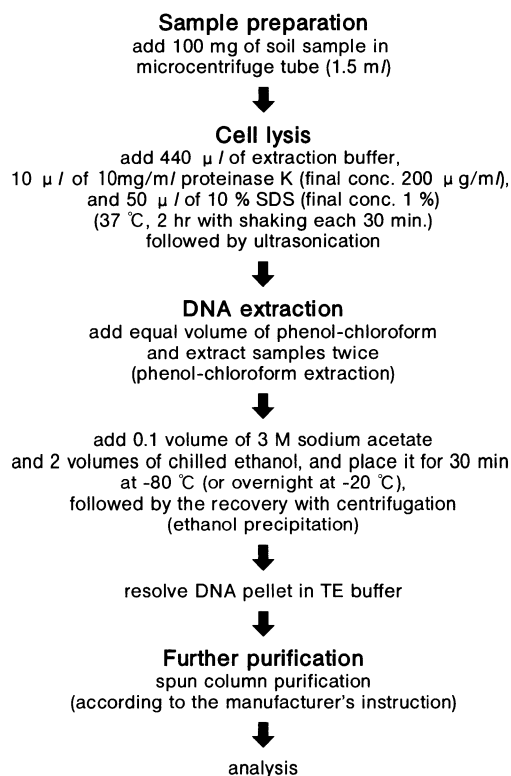 Sample preparation
add 100 mg of soil sample in
microcentrifuge tube (1.5 ml)
Cell lysis
add 440 μl of extraction buffer,
10 μl of 10mg/ml proteinase K (final conc. 200 μg/ml),
and 50 μl of 10 % SDS (final conc. 1 %)
(37 ℃, 2 hr with shaking each 30 min.)
followed by ultrasonication
DNA extraction
add equal volume of phenol-chloroform
and extract samples twice
(phenol-chloroform extraction)
add 0.1 volume of 3 M sodium acetate
and 2 volumes of chilled ethanol, and place it for 30 min
at -80 ℃ (or overnight at -20 ℃),
followed by the recovery with centrifugation
(ethanol precipitation)
resolve DNA pellet in TE buffer
Further purification
spun column purification
(according to the manufacturer's instruction)
analysis